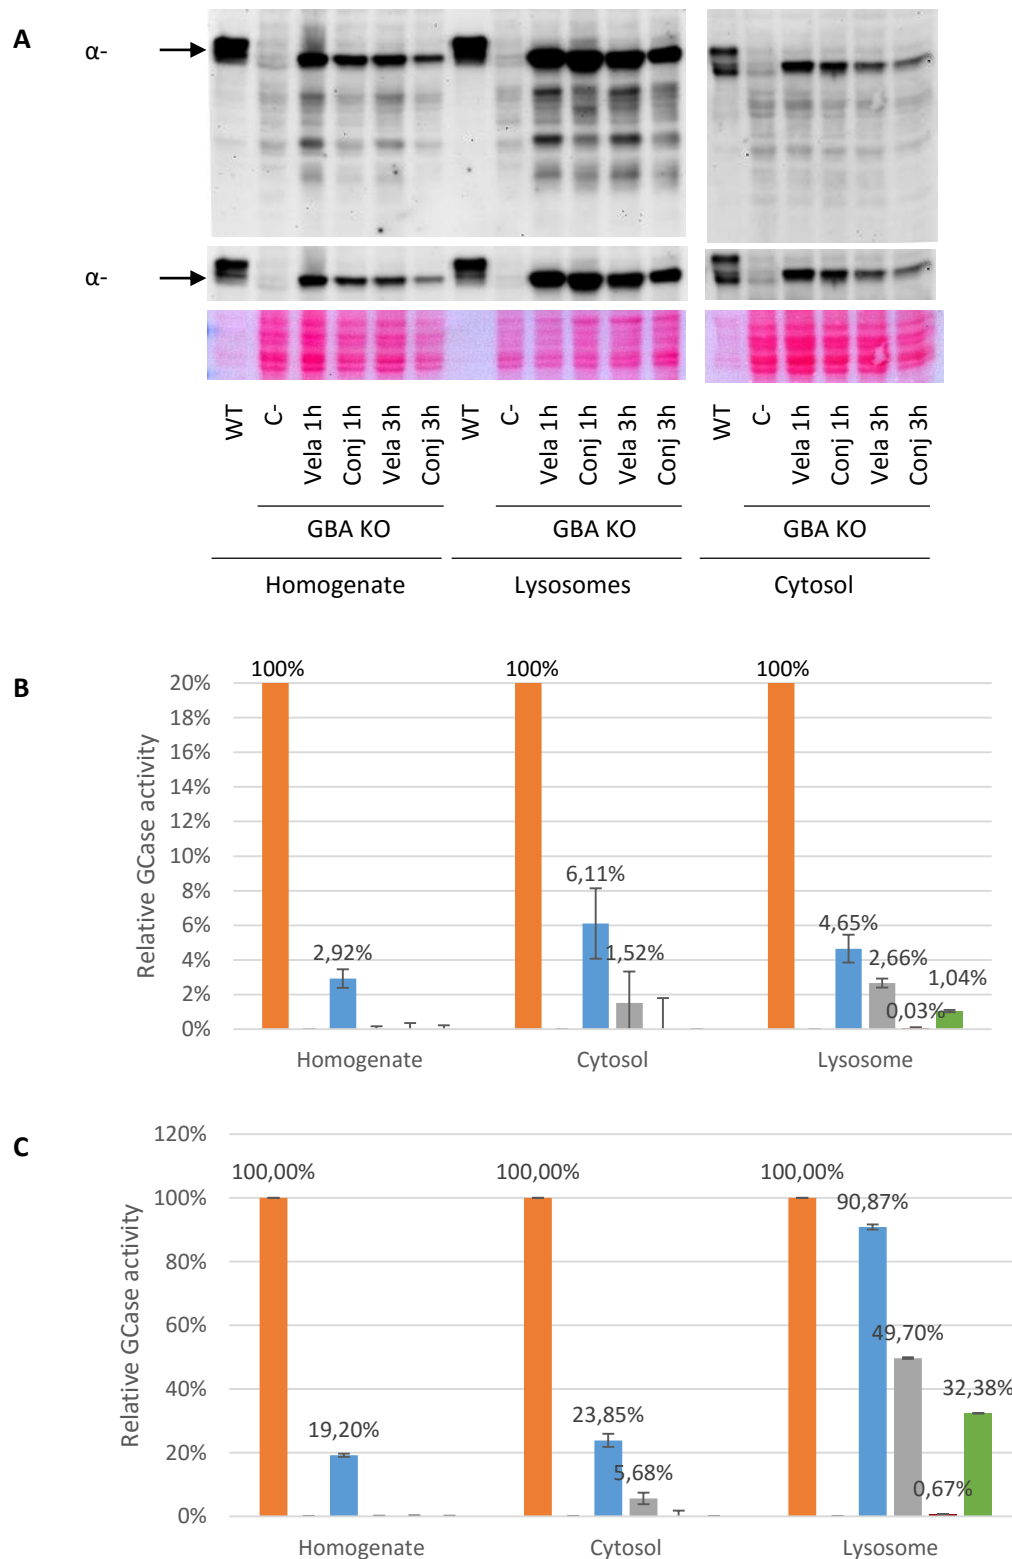 A
α-
α-
WT
C-
Vela 1h
Conj 1h
Vela 3h
Conj 3h
WT
C-
Vela 1h
Conj 1h
Vela 3h
Conj 3h
WT
C-
Vela 1h
Conj 1h
Vela 3h
Conj 3h
GBA KO
GBA KO
GBA KO
Homogenate
Lysosomes
Cytosol
B
Relative GCase activity
20%
18%
16%
14%
12%
10%
8%
6%
4%
2%
0%
100%
2,92%
100%
6,11%
1,52%
100%
4,65%
2,66%
0,03%
1,04%
Homogenate
Cytosol
Lysosome
C
Relative GCase activity
120%
100%
80%
60%
40%
20%
0%
100,00%
19,20%
100,00%
23,85%
5,68%
100,00%
90,87%
49,70%
0,67%
32,38%
Homogenate
Cytosol
Lysosome